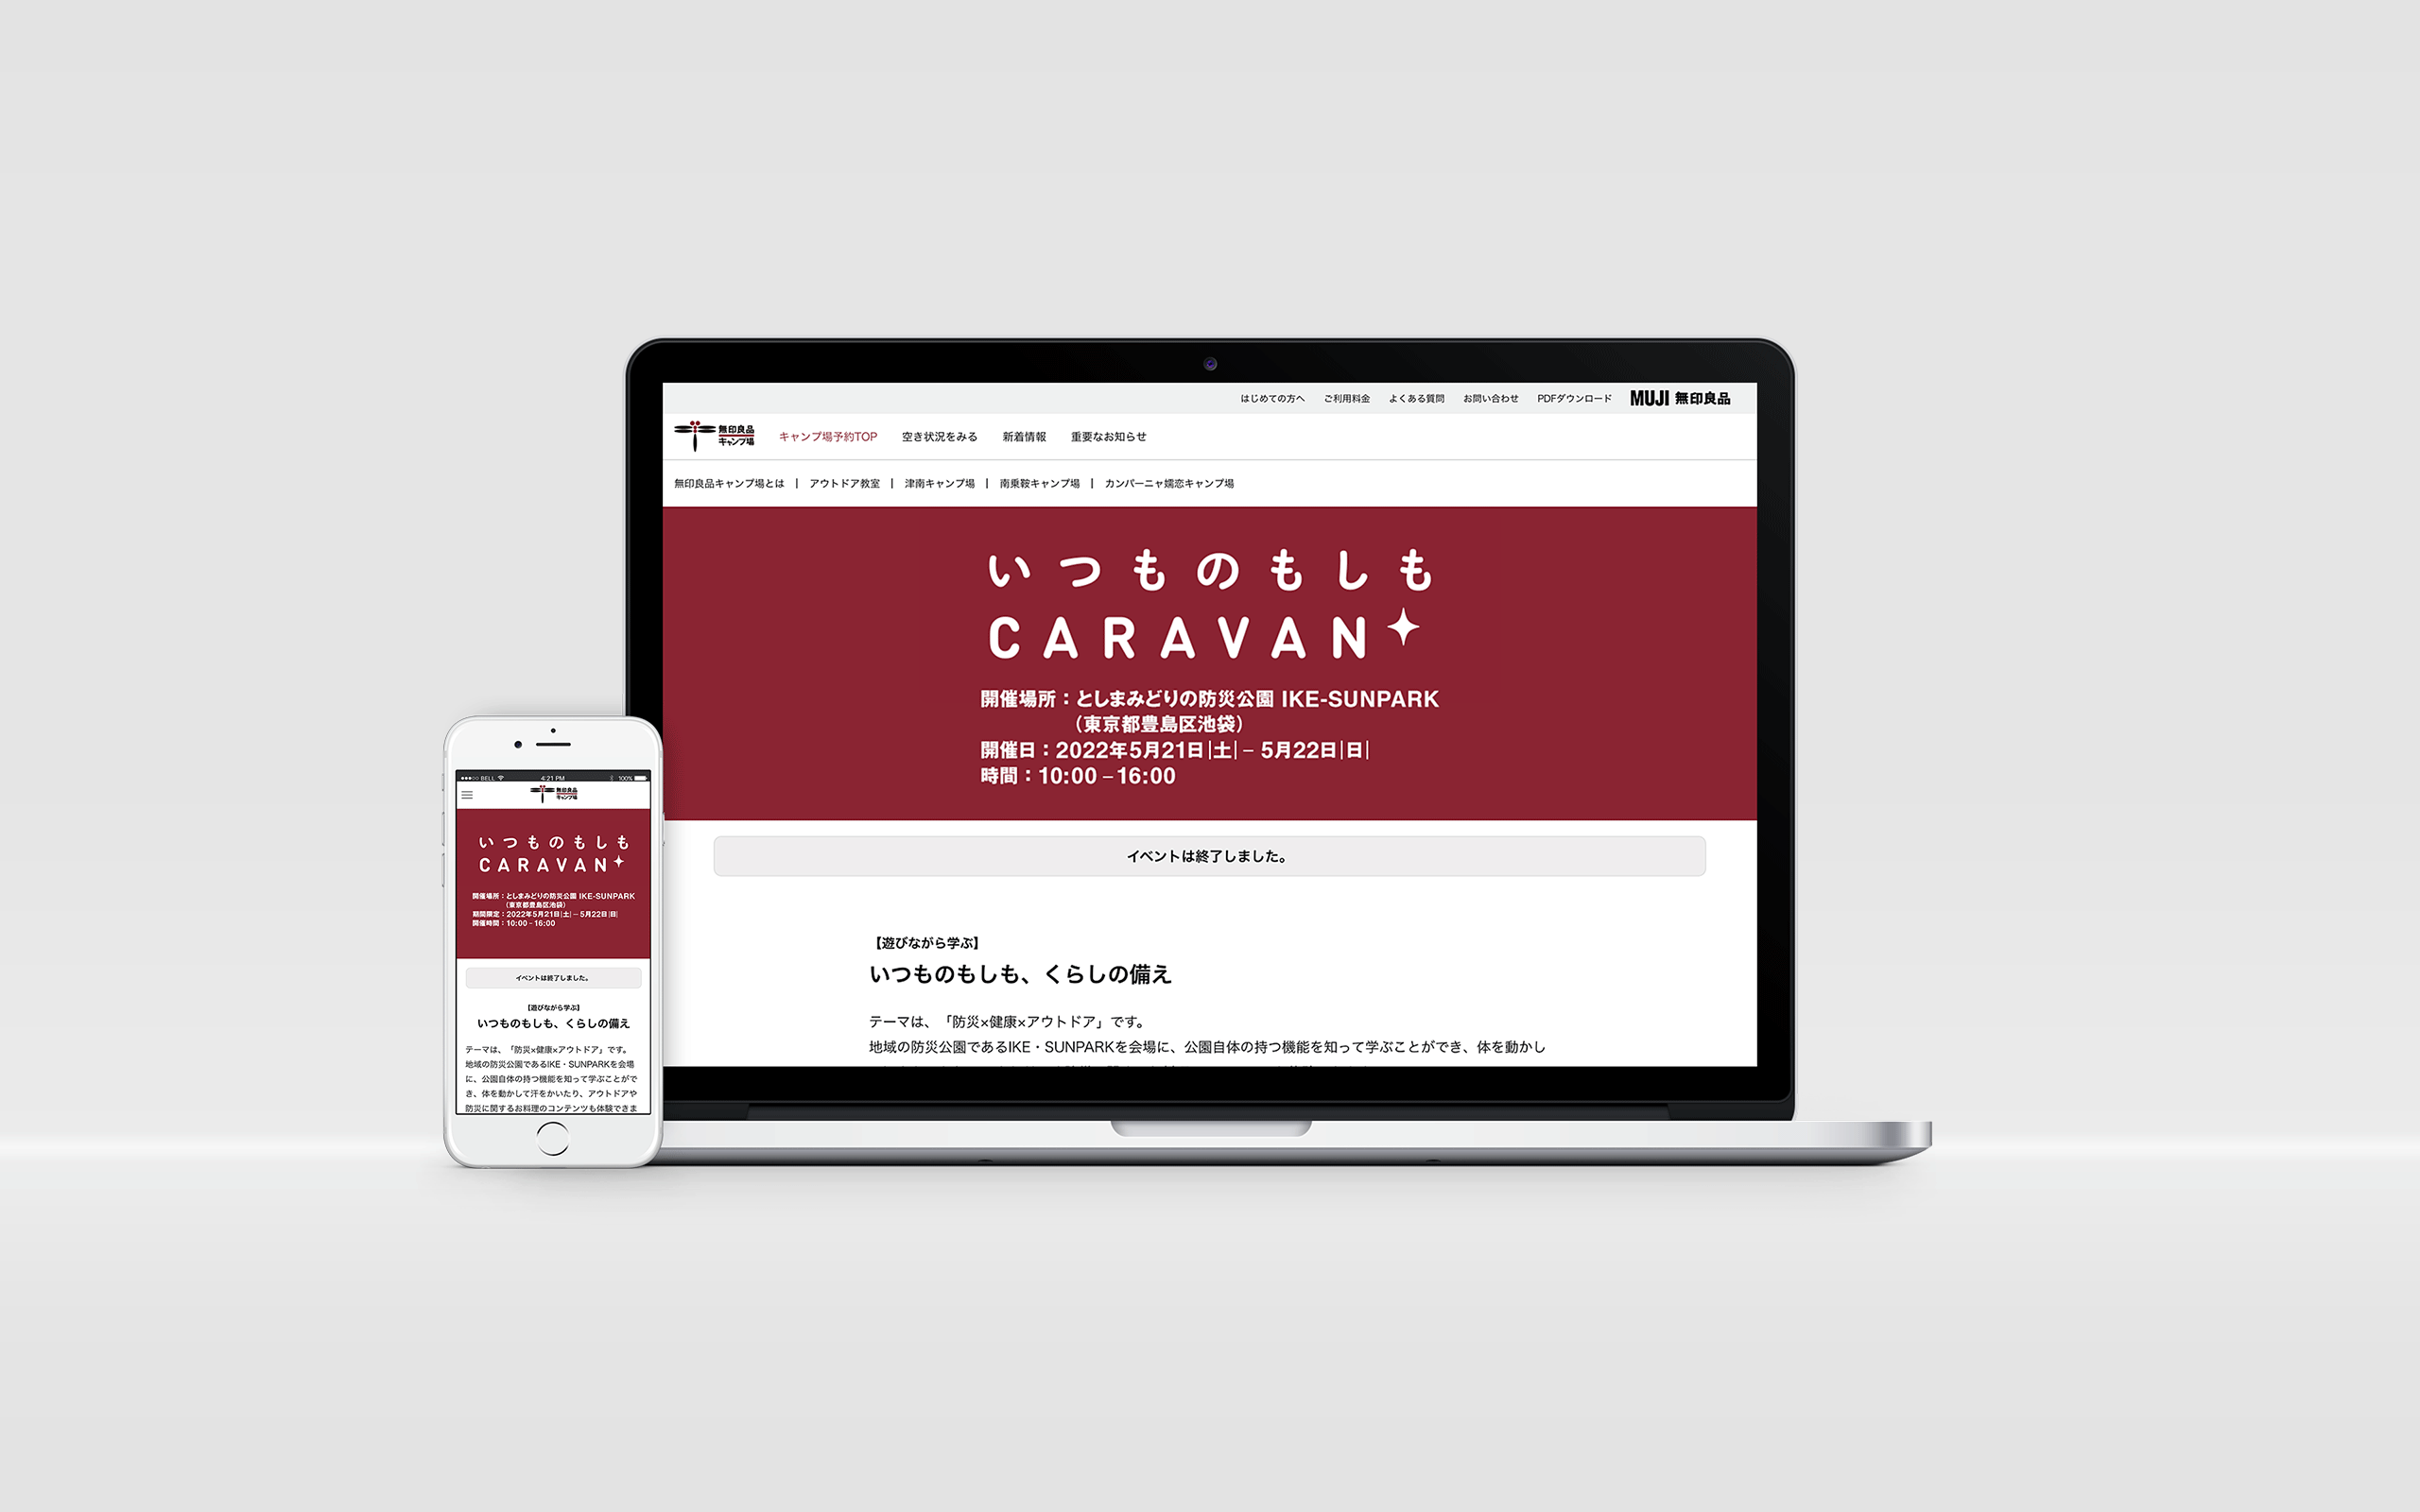 はじめての方へ ご利用料金 よくある質問 お問い合わせ PDFダウンロード MUJI 無印良品
無印良品
キャンプ場
キャンプ場予約TOP 空き状況をみる 新着情報 重要なお知らせ
無印良品キャンプ場とは | アウトドア教室 | 津南キャンプ場 | 南乗鞍キャンプ場 | カンパーニャ嬬恋キャンプ場
いつものもしも
CARAVAN
開催場所：としまみどりの防災公園 IKE-SUNPARK
（東京都豊島区池袋）
開催日：2022年5月21日|土| – 5月22日|日|
時間：10:00 – 16:00
イベントは終了しました。
【遊びながら学ぶ】
いつものもしも、くらしの備え
テーマは、「防災×健康×アウトドア」です。
地域の防災公園であるIKE・SUNPARKを会場に、公園自体の持つ機能を知って学ぶことができ、体を動かし
BELL 4:21 PM 100%
無印良品
キャンプ場
いつものもしも
CARAVAN
開催場所：としまみどりの防災公園 IKE-SUNPARK
（東京都豊島区池袋）
期間限定：2022年5月21日|土| – 5月22日|日|
開催時間：10:00 – 16:00
イベントは終了しました。
【遊びながら学ぶ】
いつものもしも、くらしの備え
テーマは、「防災×健康×アウトドア」です。
地域の防災公園であるIKE・SUNPARKを会場
に、公園自体の持つ機能を知って学ぶことがで
き、体を動かして汗をかいたり、アウトドアや
防災に関するお料理のコンテンツも体験できま